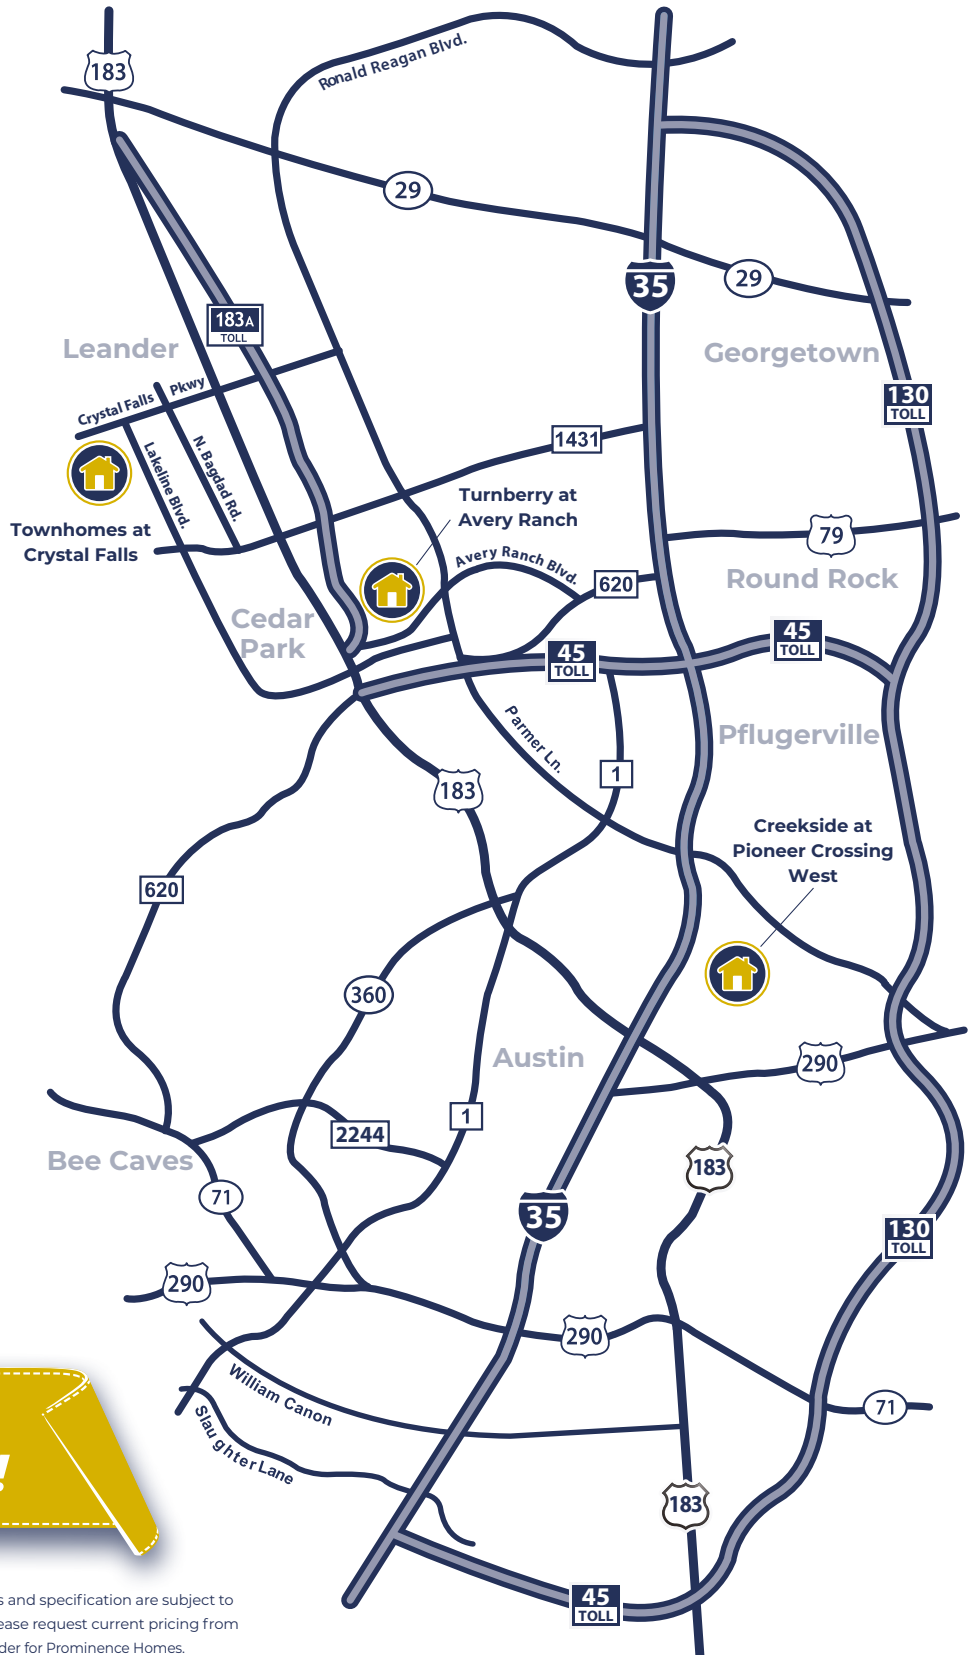 183
Ronald Reagan Blvd.
29
35
29
183A
TOLL
Leander
Georgetown
Crystal Falls Pkwy
130
TOLL
1431
Lakeline Blvd.
N. Bagdad Rd.
Turnberry at
Avery Ranch
Townhomes at
Crystal Falls
79
Avery Ranch Blvd.
620
Round Rock
Cedar
Park
45
TOLL
45
TOLL
Parmer Ln.
Pflugerville
183
1
Creekside at
Pioneer Crossing
West
620
360
Austin
290
1
2244
Bee Caves
183
71
35
130
TOLL
290
290
William Canon
71
Slaughter Lane
!
183
s and specification are subject to
ease request current pricing from
der for Prominence Homes.
45
TOLL